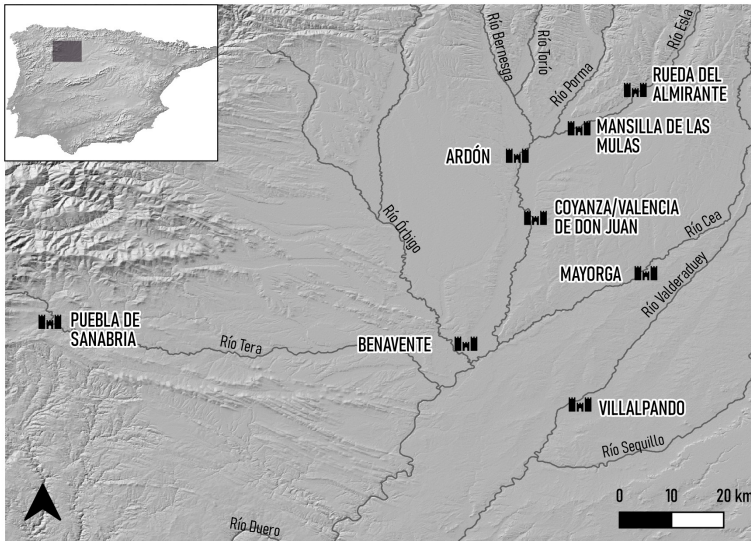 Río Bernesga
Río Torío
Río Porma
Río Esla
RUEDA DEL
ALMIRANTE
MANSILLA DE LAS
MULAS
ARDÓN
COYANZA/VALENCIA
DE DON JUAN
Río Órbigo
Río Cea
MAYORGA
Río Valderaduey
PUEBLA DE
SANABRIA
Río Tera
BENAVENTE
VILLALPANDO
Río Sequillo
Río Duero
0 10 20 km